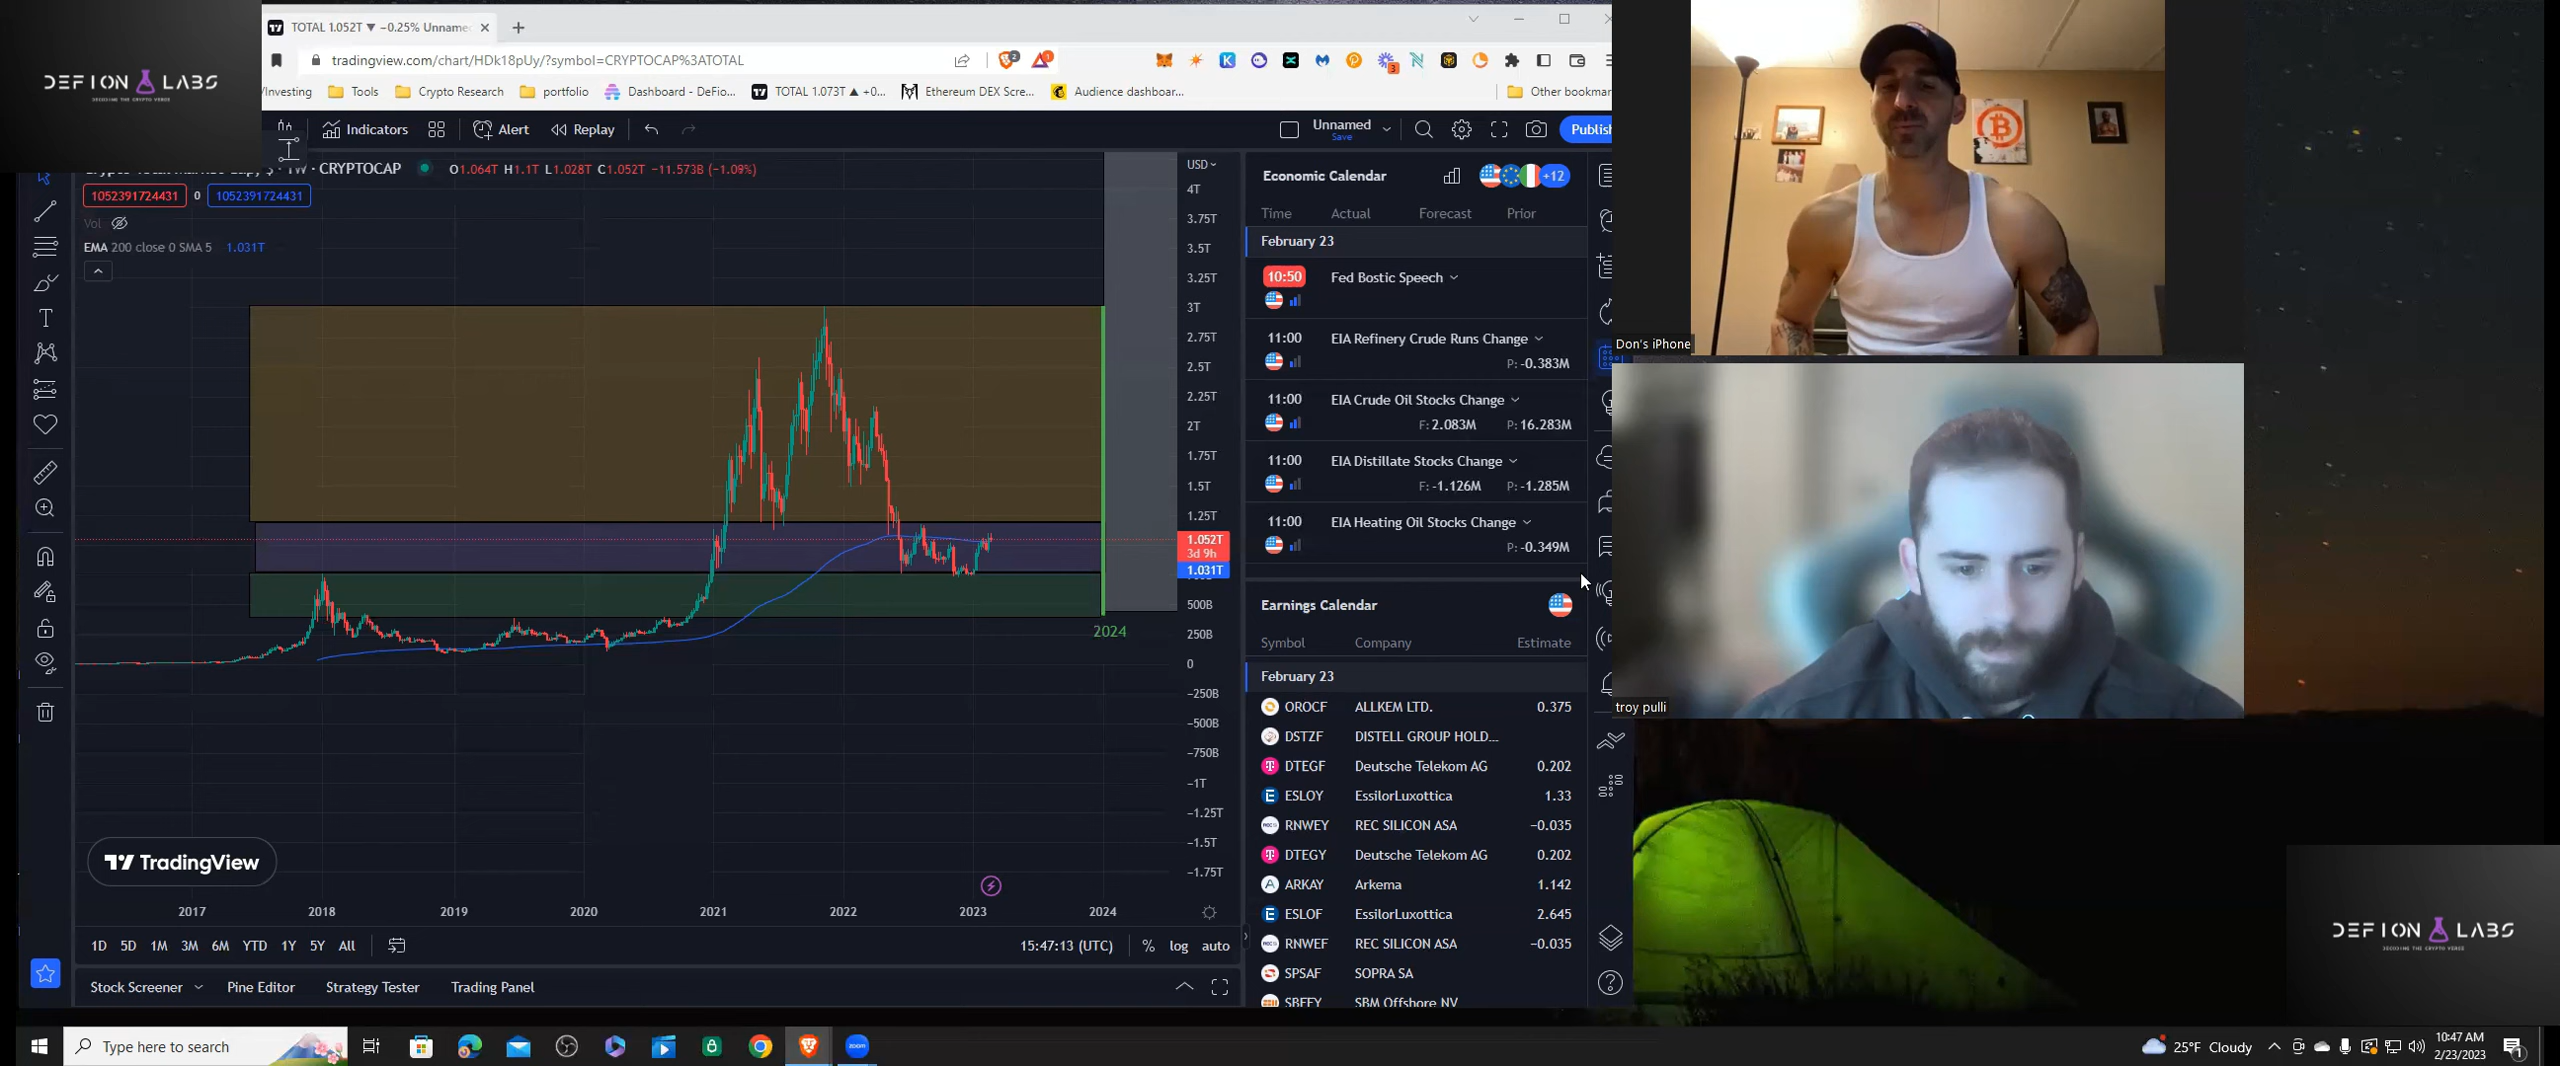 DEFION LABS
DECODING THE CRYPTO VERSE
TOTAL 1.052T ▼ −0.25% Unname
tradingview.com/chart/HDk18pUy/?symbol=CRYPTOCAP%3ATOTAL
2
1
3
/Investing
Tools
Crypto Research
portfolio
Dashboard - DeFio...
TOTAL 1.073T ▲ +0...
Ethereum DEX Scre...
Audience dashboar...
Other bookmar
Indicators
Alert
Replay
Unnamed
Save
Publish
1W · CRYPTOCAP
O1.064T H1.1T L1.028T C1.052T −11.573B (−1.09%)
1052391724431
0
1052391724431
Vol
EMA 200 close 0 SMA 5 1.031T
USD
4T
3.75T
3.5T
3.25T
3T
2.75T
2.5T
2.25T
2T
1.75T
1.5T
1.25T
1.052T
3d 9h
1.031T
500B
250B
0
−250B
−500B
−750B
−1T
−1.25T
−1.5T
−1.75T
2024
TradingView
2017
2018
2019
2020
2021
2022
2023
2024
1D
5D
1M
3M
6M
YTD
1Y
5Y
All
15:47:13 (UTC)
%
log
auto
Stock Screener
Pine Editor
Strategy Tester
Trading Panel
Economic Calendar
+12
Time
Actual
Forecast
Prior
February 23
10:50
Fed Bostic Speech
11:00
EIA Refinery Crude Runs Change
P: -0.383M
11:00
EIA Crude Oil Stocks Change
F: 2.083M
P: 16.283M
11:00
EIA Distillate Stocks Change
F: -1.126M
P: -1.285M
11:00
EIA Heating Oil Stocks Change
P: -0.349M
Earnings Calendar
Symbol
Company
Estimate
February 23
OROCF ALLKEM LTD. 0.375
DSTZF DISTELL GROUP HOLD...
DTEGF Deutsche Telekom AG 0.202
ESLOY EssilorLuxottica 1.33
RNWEY REC SILICON ASA −0.035
DTEGY Deutsche Telekom AG 0.202
ARKAY Arkema 1.142
ESLOF EssilorLuxottica 2.645
RNWEF REC SILICON ASA −0.035
SPSAF SOPRA SA
SBFFY SBM Offshore NV
Don's iPhone
troy pulli
DEFION LABS
DECODING THE CRYPTO VERSE
Type here to search
zoom
25°F Cloudy
10:47 AM
2/23/2023
1